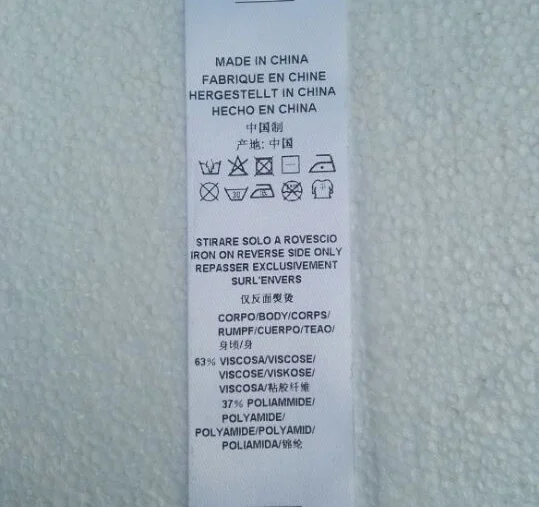 MADE IN CHINA
FABRIQUE EN CHINE
HERGESTELLT IN CHINA
HECHO EN CHINA
中国制
产地: 中国
30
STIRARE SOLO A ROVESCIO
IRON ON REVERSE SIDE ONLY
REPASSER EXCLUSIVEMENT
SURL'ENVERS
仅反面熨烫
CORPO/BODY/CORPS/
RUMPF/CUERPO/TEAO/
身顷/身
63% VISCOSA/VISCOSE/
VISCOSE/VISKOSE/
VISCOSA/粘胶纤维
37% POLIAMMIDE/
POLYAMIDE/
POLYAMIDE/POLYAMID/
POLIAMIDA/锦纶